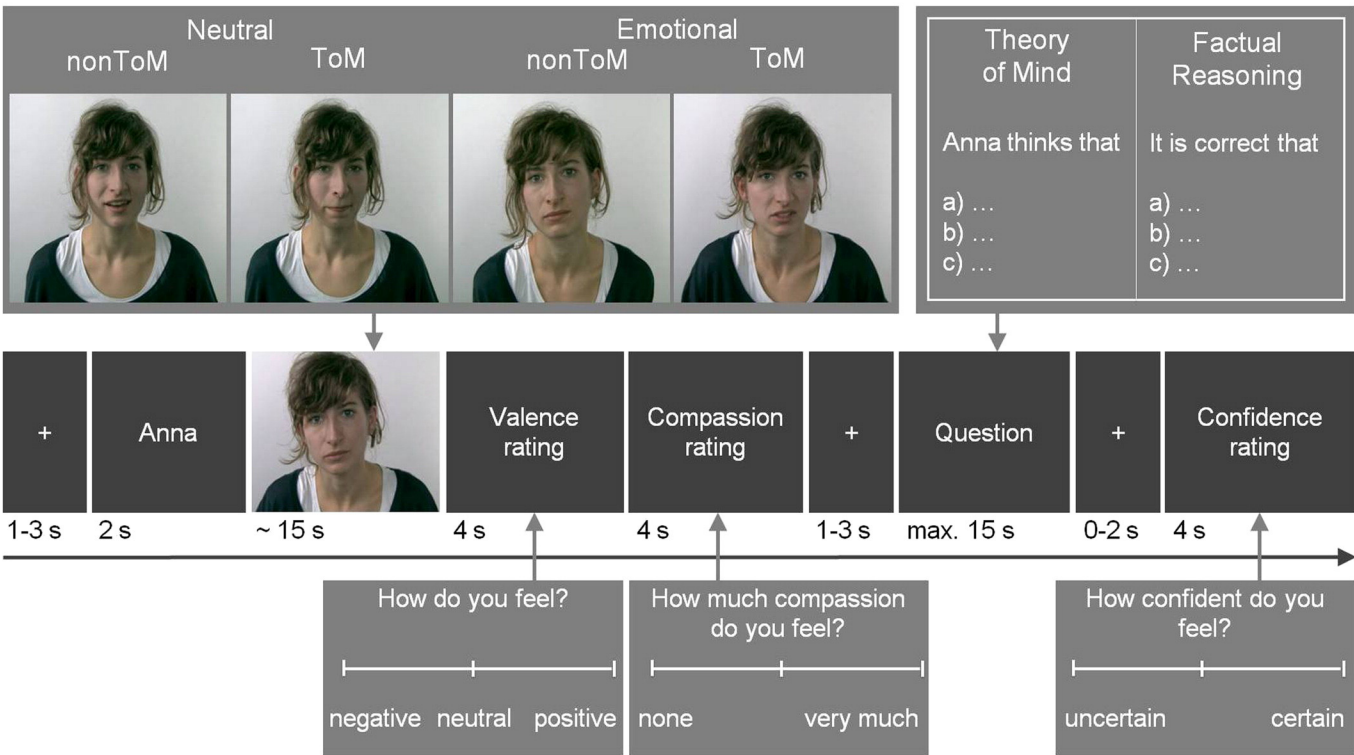 Neutral
Emotional
nonToM
ToM
nonToM
ToM
Theory
of Mind
Factual
Reasoning
Anna thinks that
It is correct that
a) …
b) …
c) …
a) …
b) …
c) …
+
Anna
Valence
rating
Compassion
rating
+
Question
+
Confidence
rating
1-3 s
2 s
~ 15 s
4 s
4 s
1-3 s
max. 15 s
0-2 s
4 s
How do you feel?
negative
neutral
positive
How much compassion
do you feel?
none
very much
How confident do you
feel?
uncertain
certain